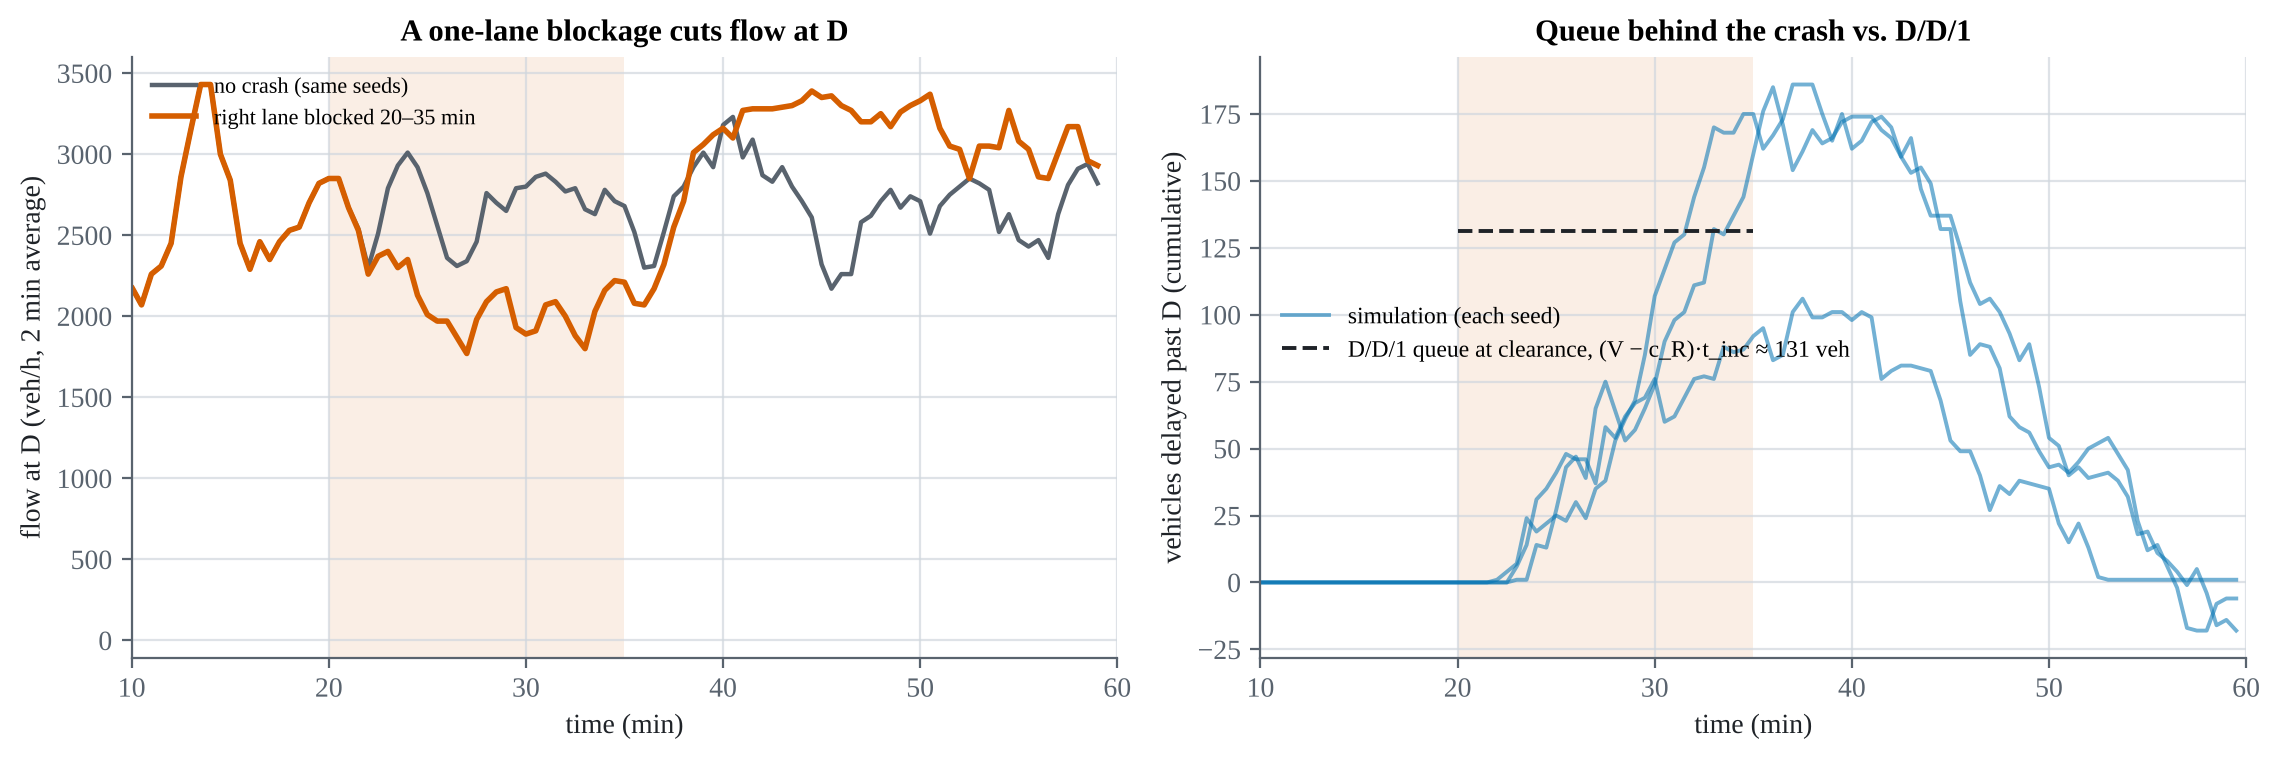 A one-lane blockage cuts flow at D
no crash (same seeds)
right lane blocked 20–35 min
flow at D (veh/h, 2 min average)
3500
3000
2500
2000
1500
1000
500
0
10 20 30 40 50 60
time (min)
Queue behind the crash vs. D/D/1
simulation (each seed)
D/D/1 queue at clearance, (V − c_R)·t_inc ≈ 131 veh
vehicles delayed past D (cumulative)
175
150
125
100
75
50
25
0
−25
10 20 30 40 50 60
time (min)